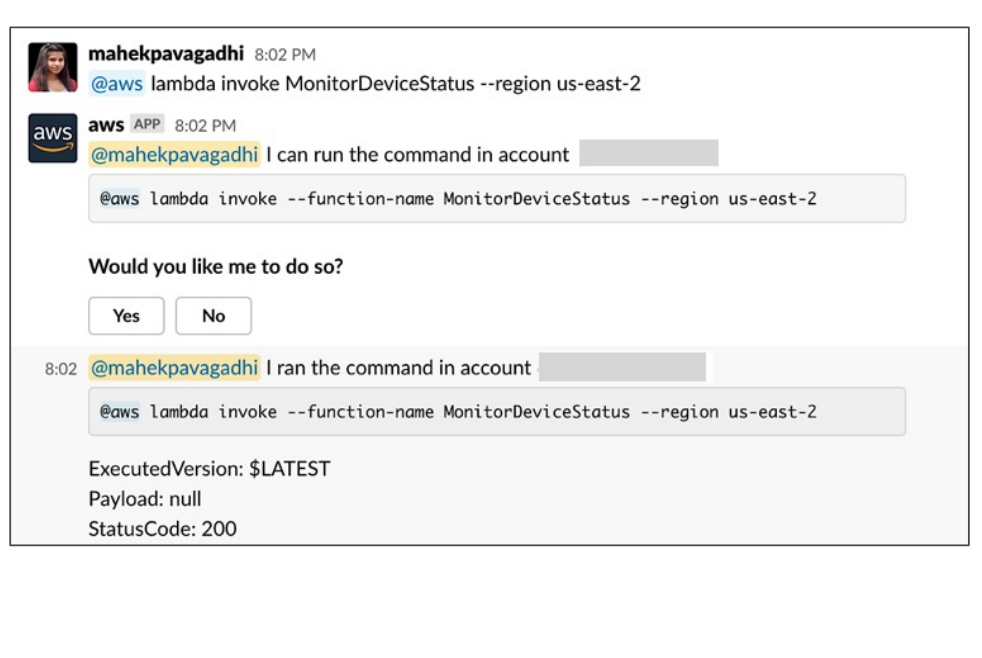 mahekpavagadhi 8:02 PM
@aws lambda invoke MonitorDeviceStatus --region us-east-2
aws
aws APP 8:02 PM
@mahekpavagadhi I can run the command in account
@aws lambda invoke --function-name MonitorDeviceStatus --region us-east-2
Would you like me to do so?
Yes No
8:02 @mahekpavagadhi I ran the command in account
@aws lambda invoke --function-name MonitorDeviceStatus --region us-east-2
ExecutedVersion: $LATEST
Payload: null
StatusCode: 200